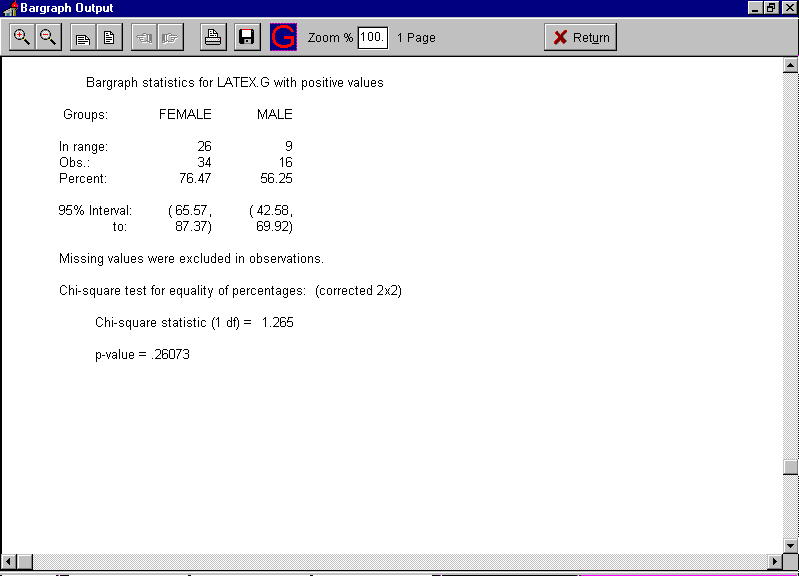 Bargraph Output
G Zoom % 100. 1 Page Return
Bargraph statistics for LATEX.G with positive values
Groups: FEMALE MALE
In range: 26 9
Obs.: 34 16
Percent: 76.47 56.25
95% Interval: ( 65.57, ( 42.58,
to: 87.37) 69.92)
Missing values were excluded in observations.
Chi-square test for equality of percentages: (corrected 2x2)
Chi-square statistic (1 df) = 1.265
p-value = .26073